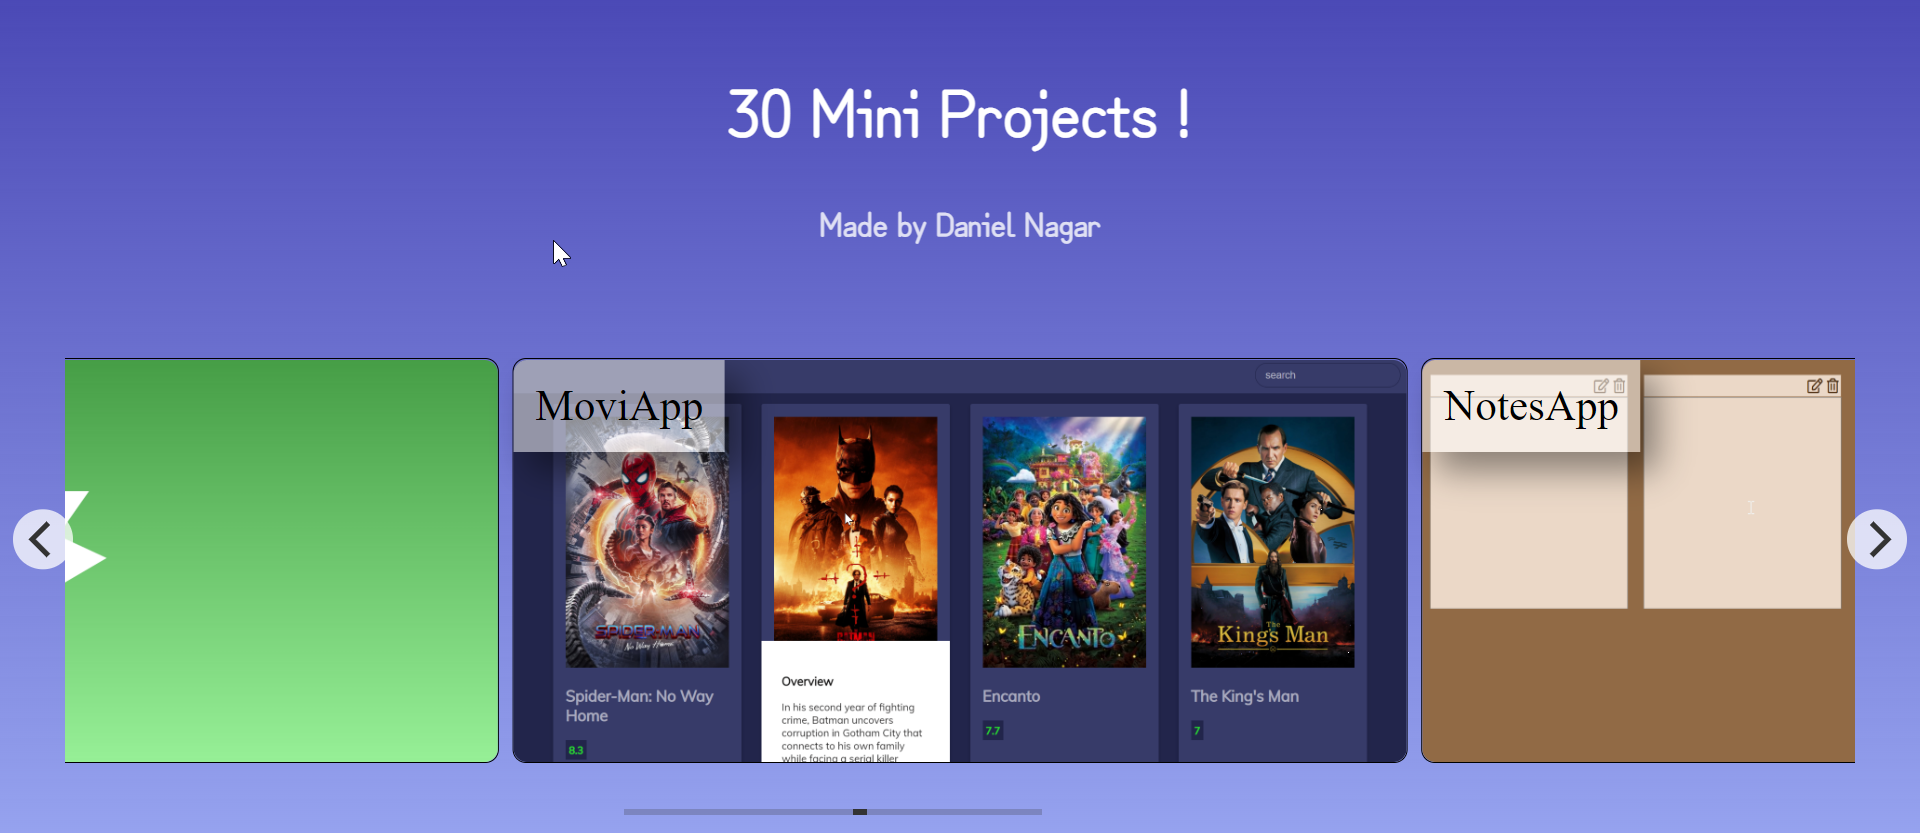 30 Mini Projects !
Made by Daniel Nagar
MoviApp
search
NotesApp
SPIDER-MAN
No Way Home
BATMAN
ENCANTO
The
King's Man
Overview
In his second year of fighting
crime, Batman uncovers
corruption in Gotham City that
connects to his own family
while facing a serial killer
Spider-Man: No Way
Home
8.3
Encanto
7.7
The King's Man
7